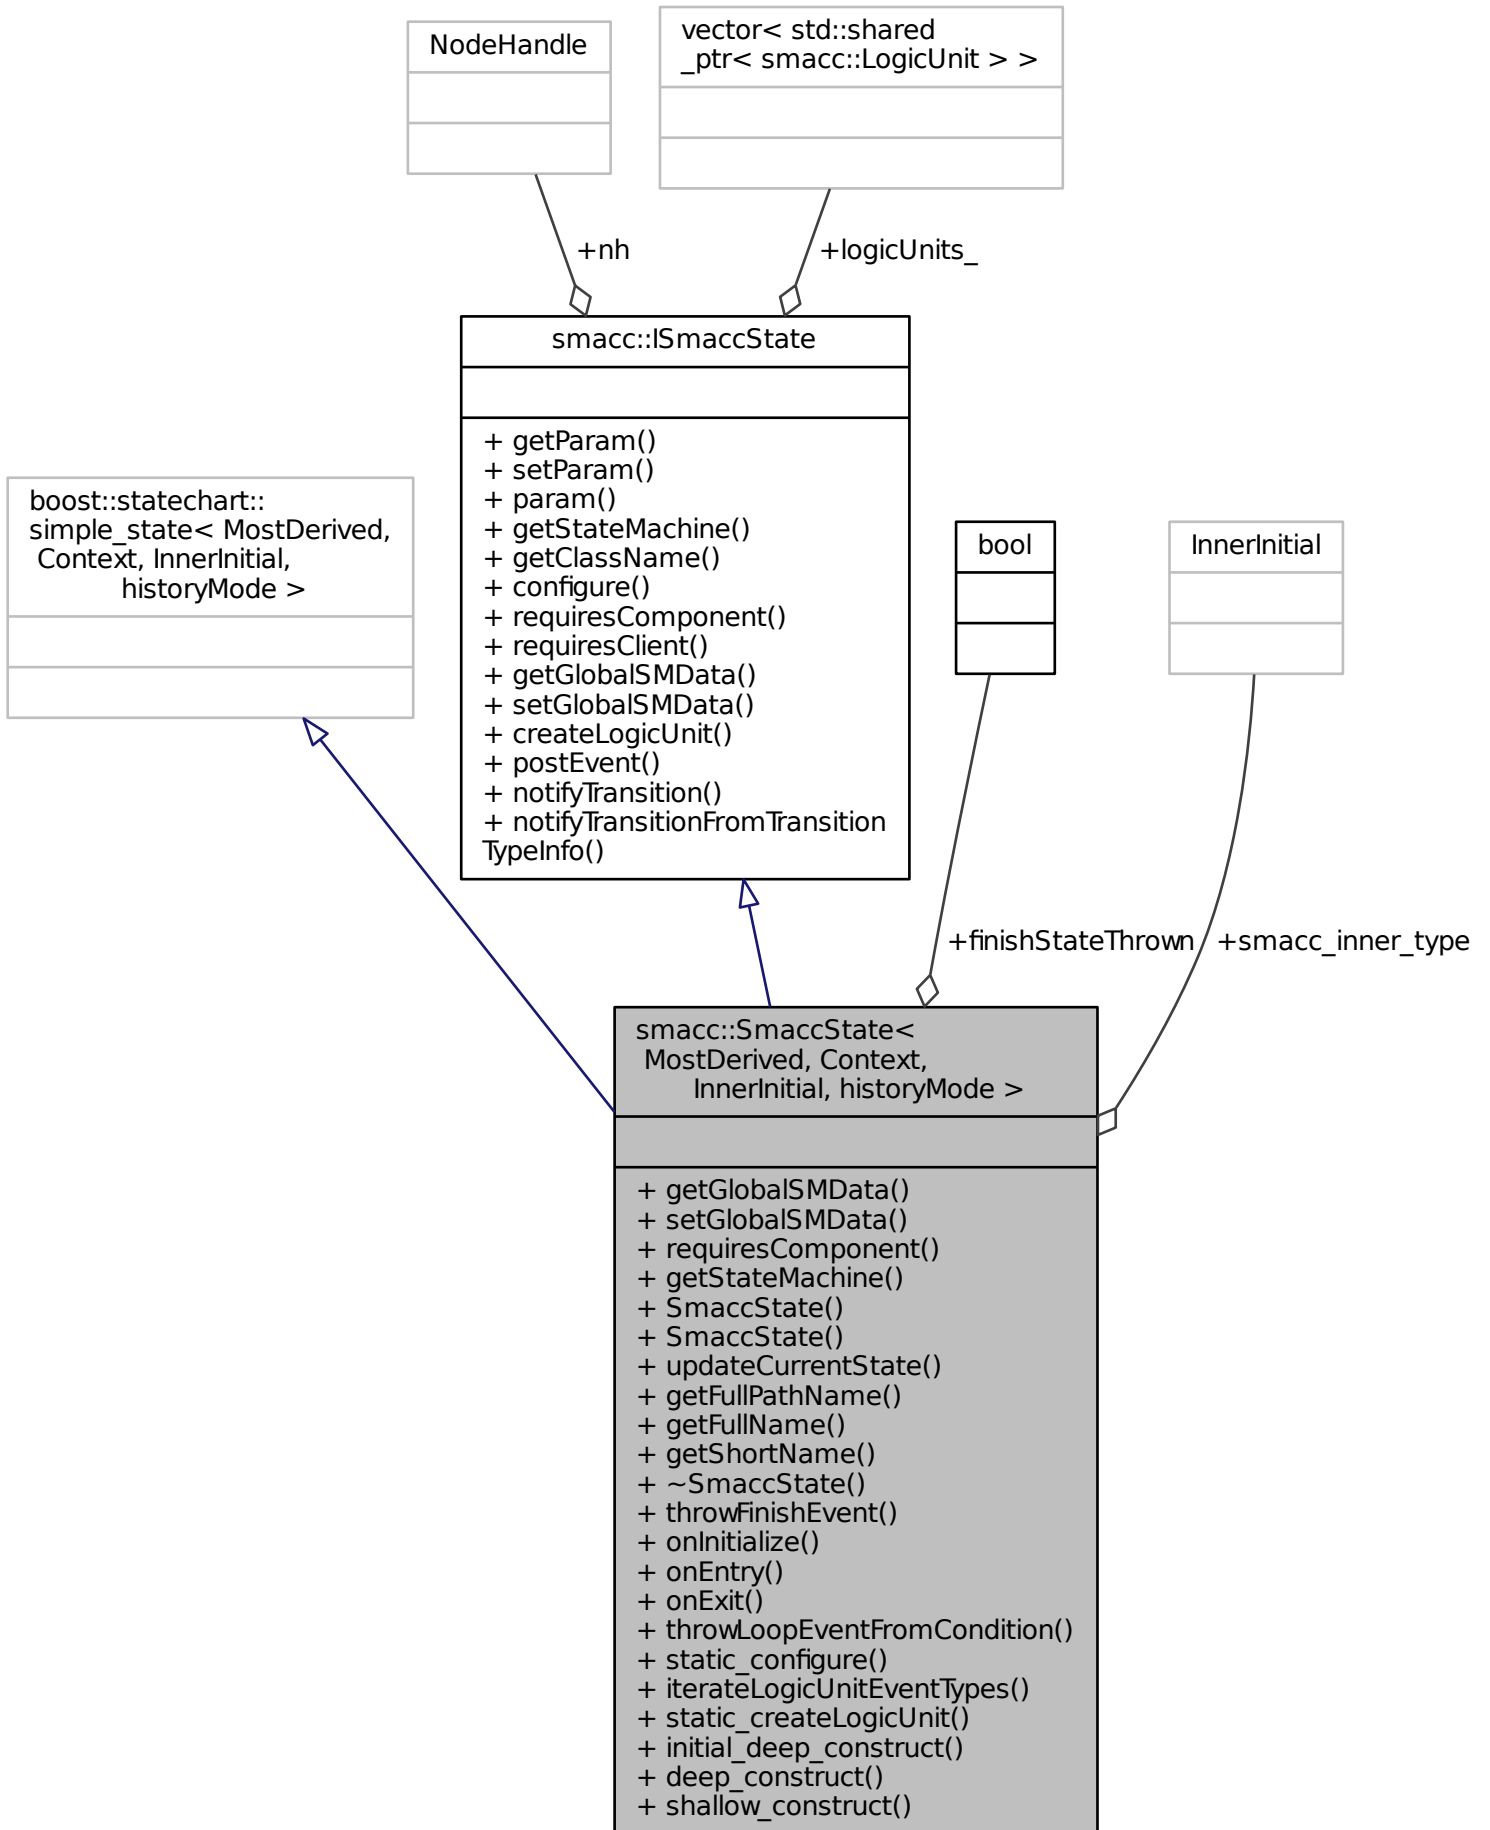 NodeHandle
vector< std::shared
_ptr< smacc::LogicUnit > >
+nh
+logicUnits_
smacc::ISmaccState
+ getParam()
+ setParam()
+ param()
+ getStateMachine()
+ getClassName()
+ configure()
+ requiresComponent()
+ requiresClient()
+ getGlobalSMData()
+ setGlobalSMData()
+ createLogicUnit()
+ postEvent()
+ notifyTransition()
+ notifyTransitionFromTransition
TypeInfo()
boost::statechart::
simple_state< MostDerived,
Context, InnerInitial,
historyMode >
bool
InnerInitial
+finishStateThrown
+smacc_inner_type
smacc::SmaccState<
MostDerived, Context,
InnerInitial, historyMode >
+ getGlobalSMData()
+ setGlobalSMData()
+ requiresComponent()
+ getStateMachine()
+ SmaccState()
+ SmaccState()
+ updateCurrentState()
+ getFullPathName()
+ getFullName()
+ getShortName()
+ ~SmaccState()
+ throwFinishEvent()
+ onInitialize()
+ onEntry()
+ onExit()
+ throwLoopEventFromCondition()
+ static_configure()
+ iterateLogicUnitEventTypes()
+ static_createLogicUnit()
+ initial_deep_construct()
+ deep_construct()
+ shallow_construct()